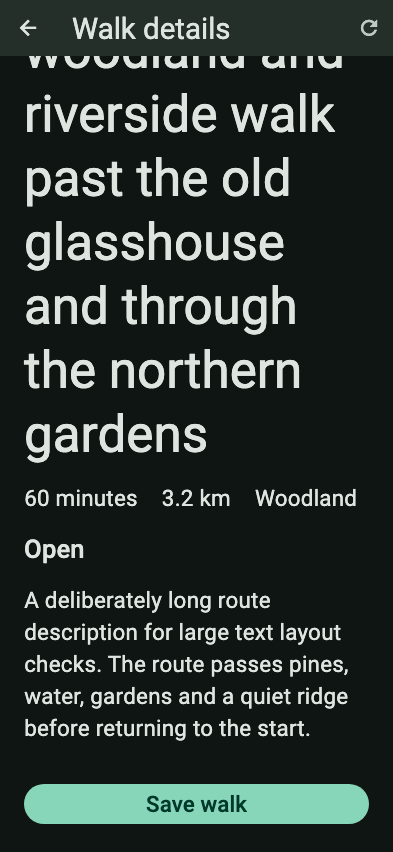 Walk details
woodland and
riverside walk
past the old
glasshouse
and through
the northern
gardens
60 minutes 3.2 km Woodland
Open
A deliberately long route
description for large text layout
checks. The route passes pines,
water, gardens and a quiet ridge
before returning to the start.
Save walk